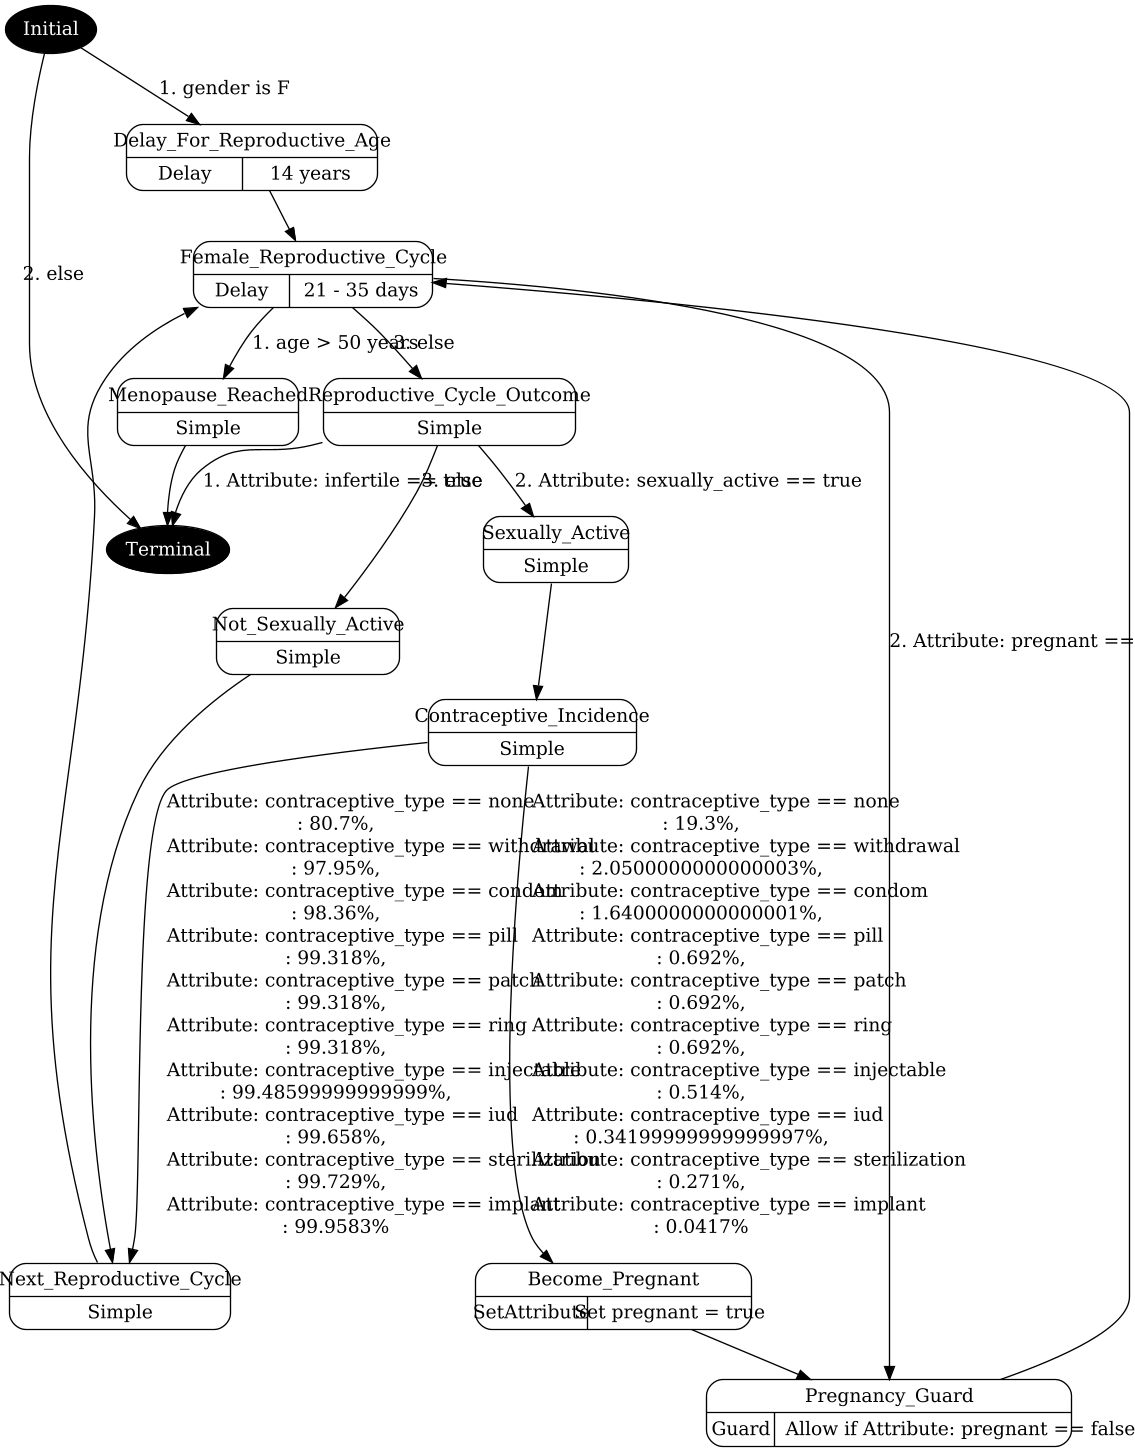 Initial
1. gender is F
Delay_For_Reproductive_Age
Delay
14 years
2. else
Female_Reproductive_Cycle
Delay
21 - 35 days
1. age > 50 years
3. else
Menopause_Reached
Simple
Reproductive_Cycle_Outcome
Simple
1. Attribute: infertile == true
3. else
2. Attribute: sexually_active == true
Terminal
Sexually_Active
Simple
Not_Sexually_Active
Simple
2. Attribute: pregnant ==
Contraceptive_Incidence
Simple
Attribute: contraceptive_type == none
: 80.7%,
Attribute: contraceptive_type == withdrawal
: 97.95%,
Attribute: contraceptive_type == condom
: 98.36%,
Attribute: contraceptive_type == pill
: 99.318%,
Attribute: contraceptive_type == patch
: 99.318%,
Attribute: contraceptive_type == ring
: 99.318%,
Attribute: contraceptive_type == injectable
: 99.48599999999999%,
Attribute: contraceptive_type == iud
: 99.658%,
Attribute: contraceptive_type == sterilization
: 99.729%,
Attribute: contraceptive_type == implant
: 99.9583%
Attribute: contraceptive_type == none
: 19.3%,
Attribute: contraceptive_type == withdrawal
: 2.0500000000000003%,
Attribute: contraceptive_type == condom
: 1.6400000000000001%,
Attribute: contraceptive_type == pill
: 0.692%,
Attribute: contraceptive_type == patch
: 0.692%,
Attribute: contraceptive_type == ring
: 0.692%,
Attribute: contraceptive_type == injectable
: 0.514%,
Attribute: contraceptive_type == iud
: 0.34199999999999997%,
Attribute: contraceptive_type == sterilization
: 0.271%,
Attribute: contraceptive_type == implant
: 0.0417%
Next_Reproductive_Cycle
Simple
Become_Pregnant
SetAttribute
Set pregnant = true
Pregnancy_Guard
Guard
Allow if Attribute: pregnant == false